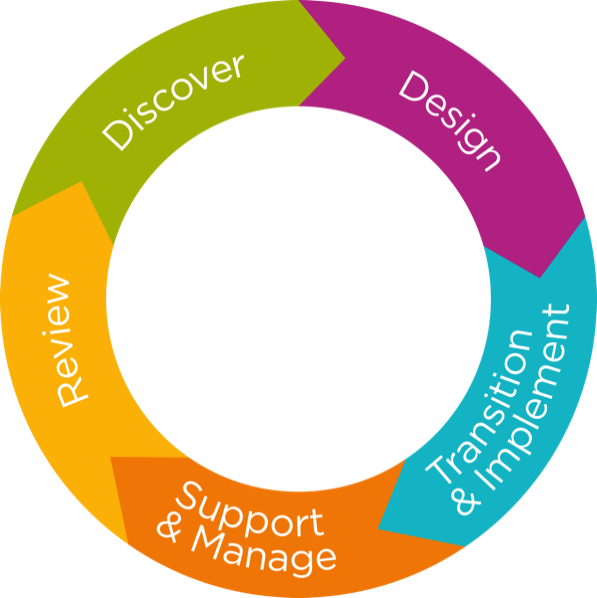 Discover
Design
Transition
& Implement
Support
& Manage
Review